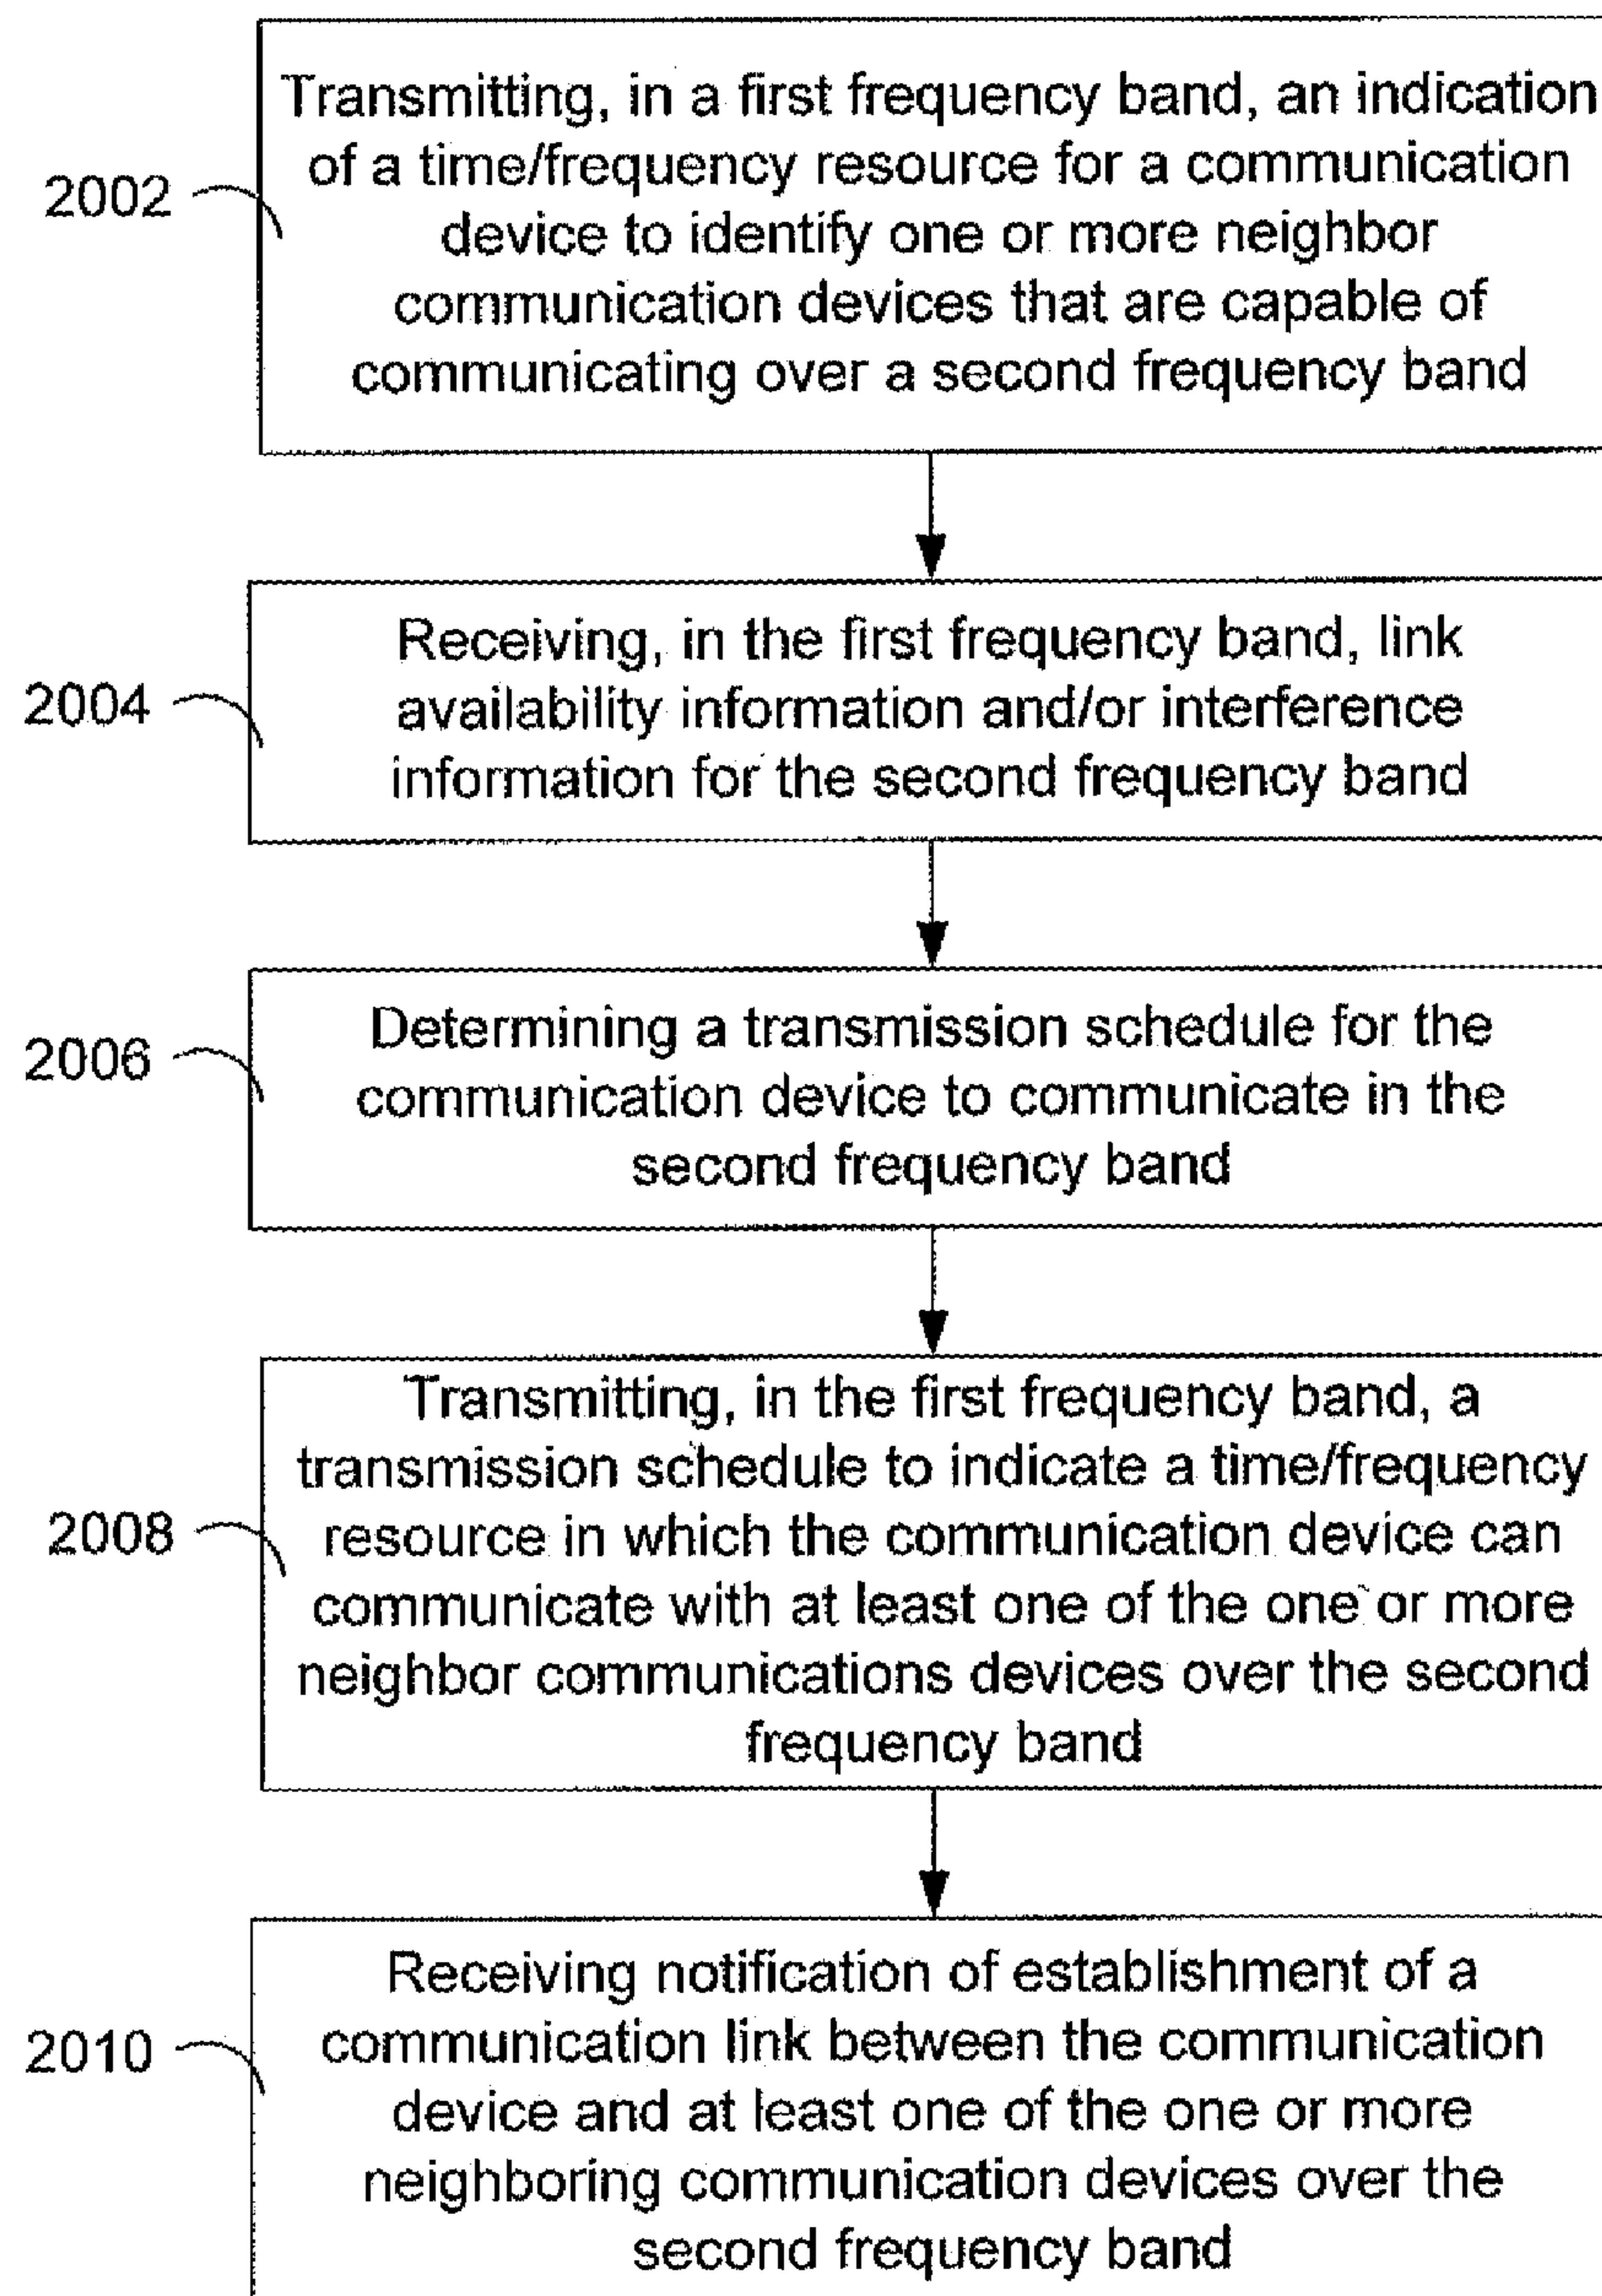 Transmitting, in a first frequency band, an indication
of a time/frequency resource for a communication
2002
device to identify one or more neighbor
communication devices that are capable of
communicating over a second frequency band
Receiving, in the first frequency band, link
2004
availability information and/or interference
information for the second frequency band
Determining a transmission schedule for the
2006
communication device to communicate in the
second frequency band
Transmitting, in the first frequency band, a
transmission schedule to indicate a time/frequency
2008
resource in which the communication device can
communicate with at least one of the one or more
neighbor communications devices over the second
frequency band
Receiving notification of establishment of a
2010
communication link between the communication
device and at least one of the one or more
neighboring communication devices over the
second frequency band